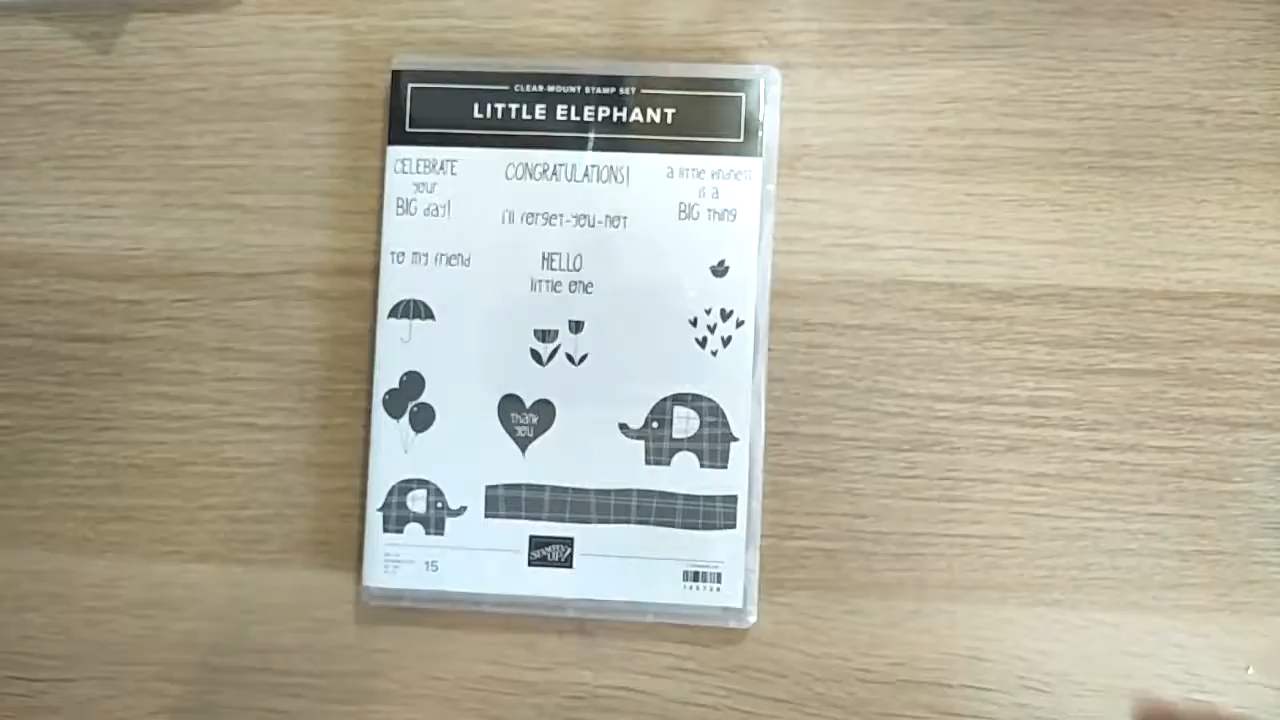 CLEAR-MOUNT STAMP SET
LITTLE ELEPHANT
CELEBRATE
your
BIG day!
CONGRATULATIONS!
i'll forget-you-not
a little kindness
is a
BIG thing
to my friend
HELLO
little one
thank
you
STAMPIN'
UP!
15